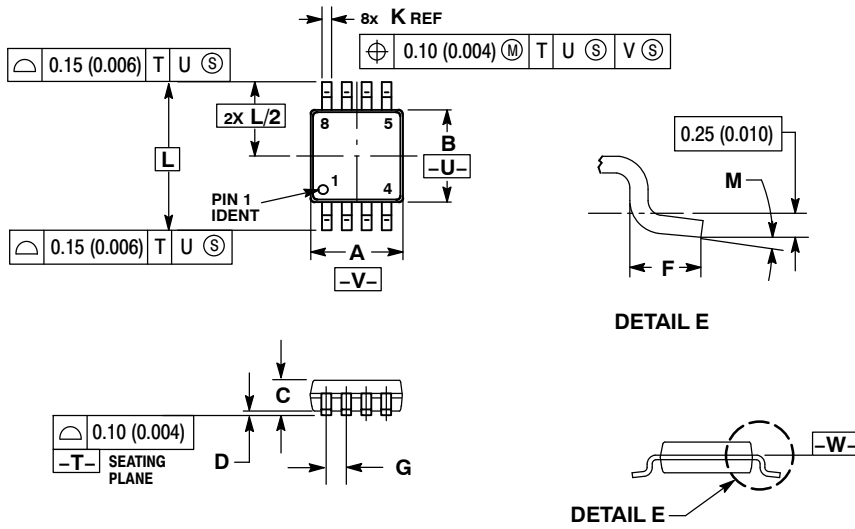 8x K REF
⌖ 0.10 (0.004) Ⓜ T U Ⓢ V Ⓢ
⌓ 0.15 (0.006) T U Ⓢ
2X L/2
8 5
B
–U–
L
1 4
PIN 1
IDENT
⌓ 0.15 (0.006) T U Ⓢ
A
–V–
0.25 (0.010)
M
F
DETAIL E
C
⌓ 0.10 (0.004)
–T– SEATING
PLANE
D
G
–W–
DETAIL E